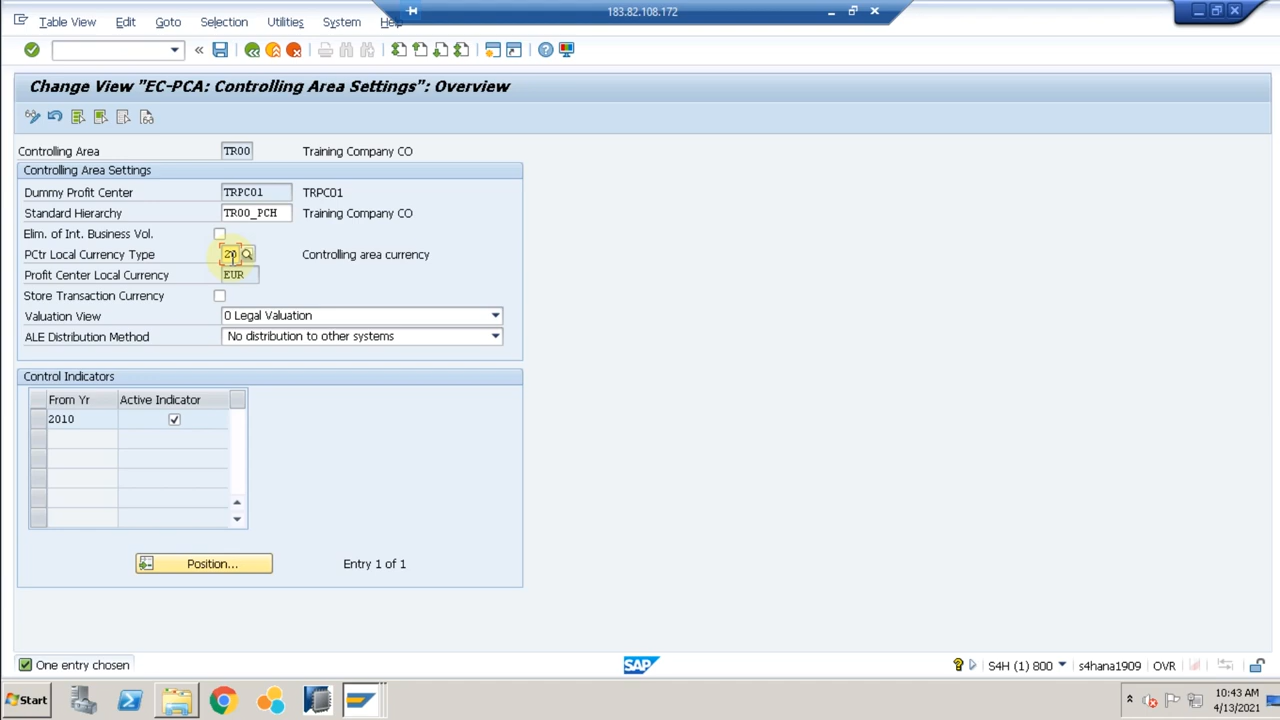 183.82.108.172
Table View Edit Goto Selection Utilities System Help
Change View "EC-PCA: Controlling Area Settings": Overview
Controlling Area TR00 Training Company CO
Controlling Area Settings
Dummy Profit Center TRPC01 TRPC01
Standard Hierarchy TR00_PCH Training Company CO
Elim. of Int. Business Vol.
PCtr Local Currency Type 20 Controlling area currency
Profit Center Local Currency EUR
Store Transaction Currency
Valuation View 0 Legal Valuation
ALE Distribution Method No distribution to other systems
Control Indicators
From Yr Active Indicator
2010
Position... Entry 1 of 1
One entry chosen SAP S4H (1) 800 s4hana1909 OVR
Start 10:43 AM
4/13/2021